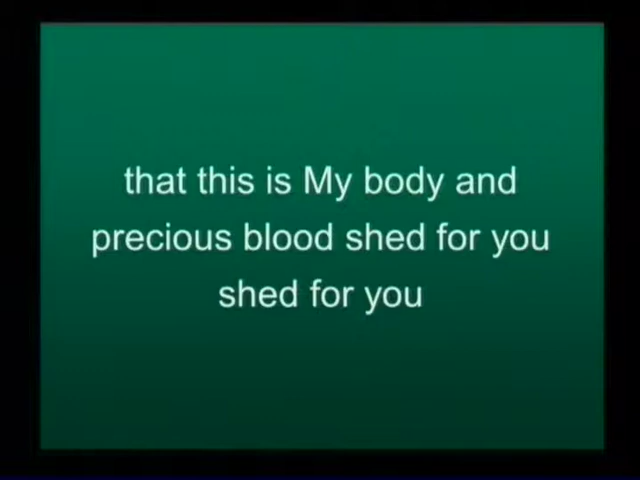 that this is My body and
precious blood shed for you
shed for you